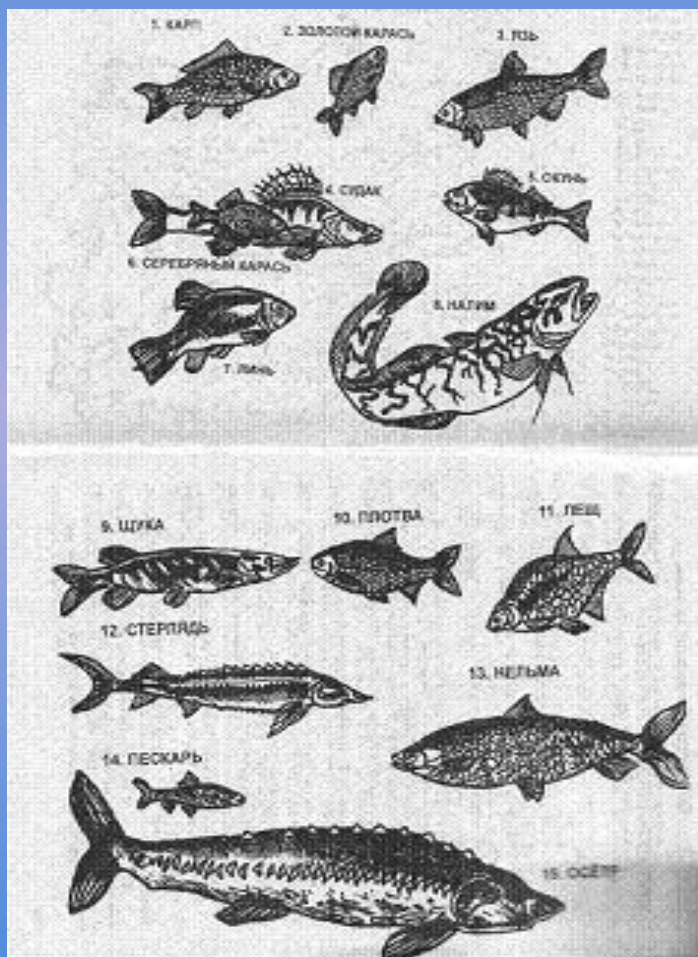 1. КАРП
2. ЗОЛОТОЙ КАРАСЬ
3. ЯЗЬ
4. СУДАК
5. ОКУНЬ
6. СЕРЕБРЯНЫЙ КАРАСЬ
7. ЛИНЬ
8. НАЛИМ
9. ЩУКА
10. ПЛОТВА
11. ЛЕЩ
12. СТЕРЛЯДЬ
13. НЕЛЬМА
14. ПЕСКАРЬ
15. ОСЕТР